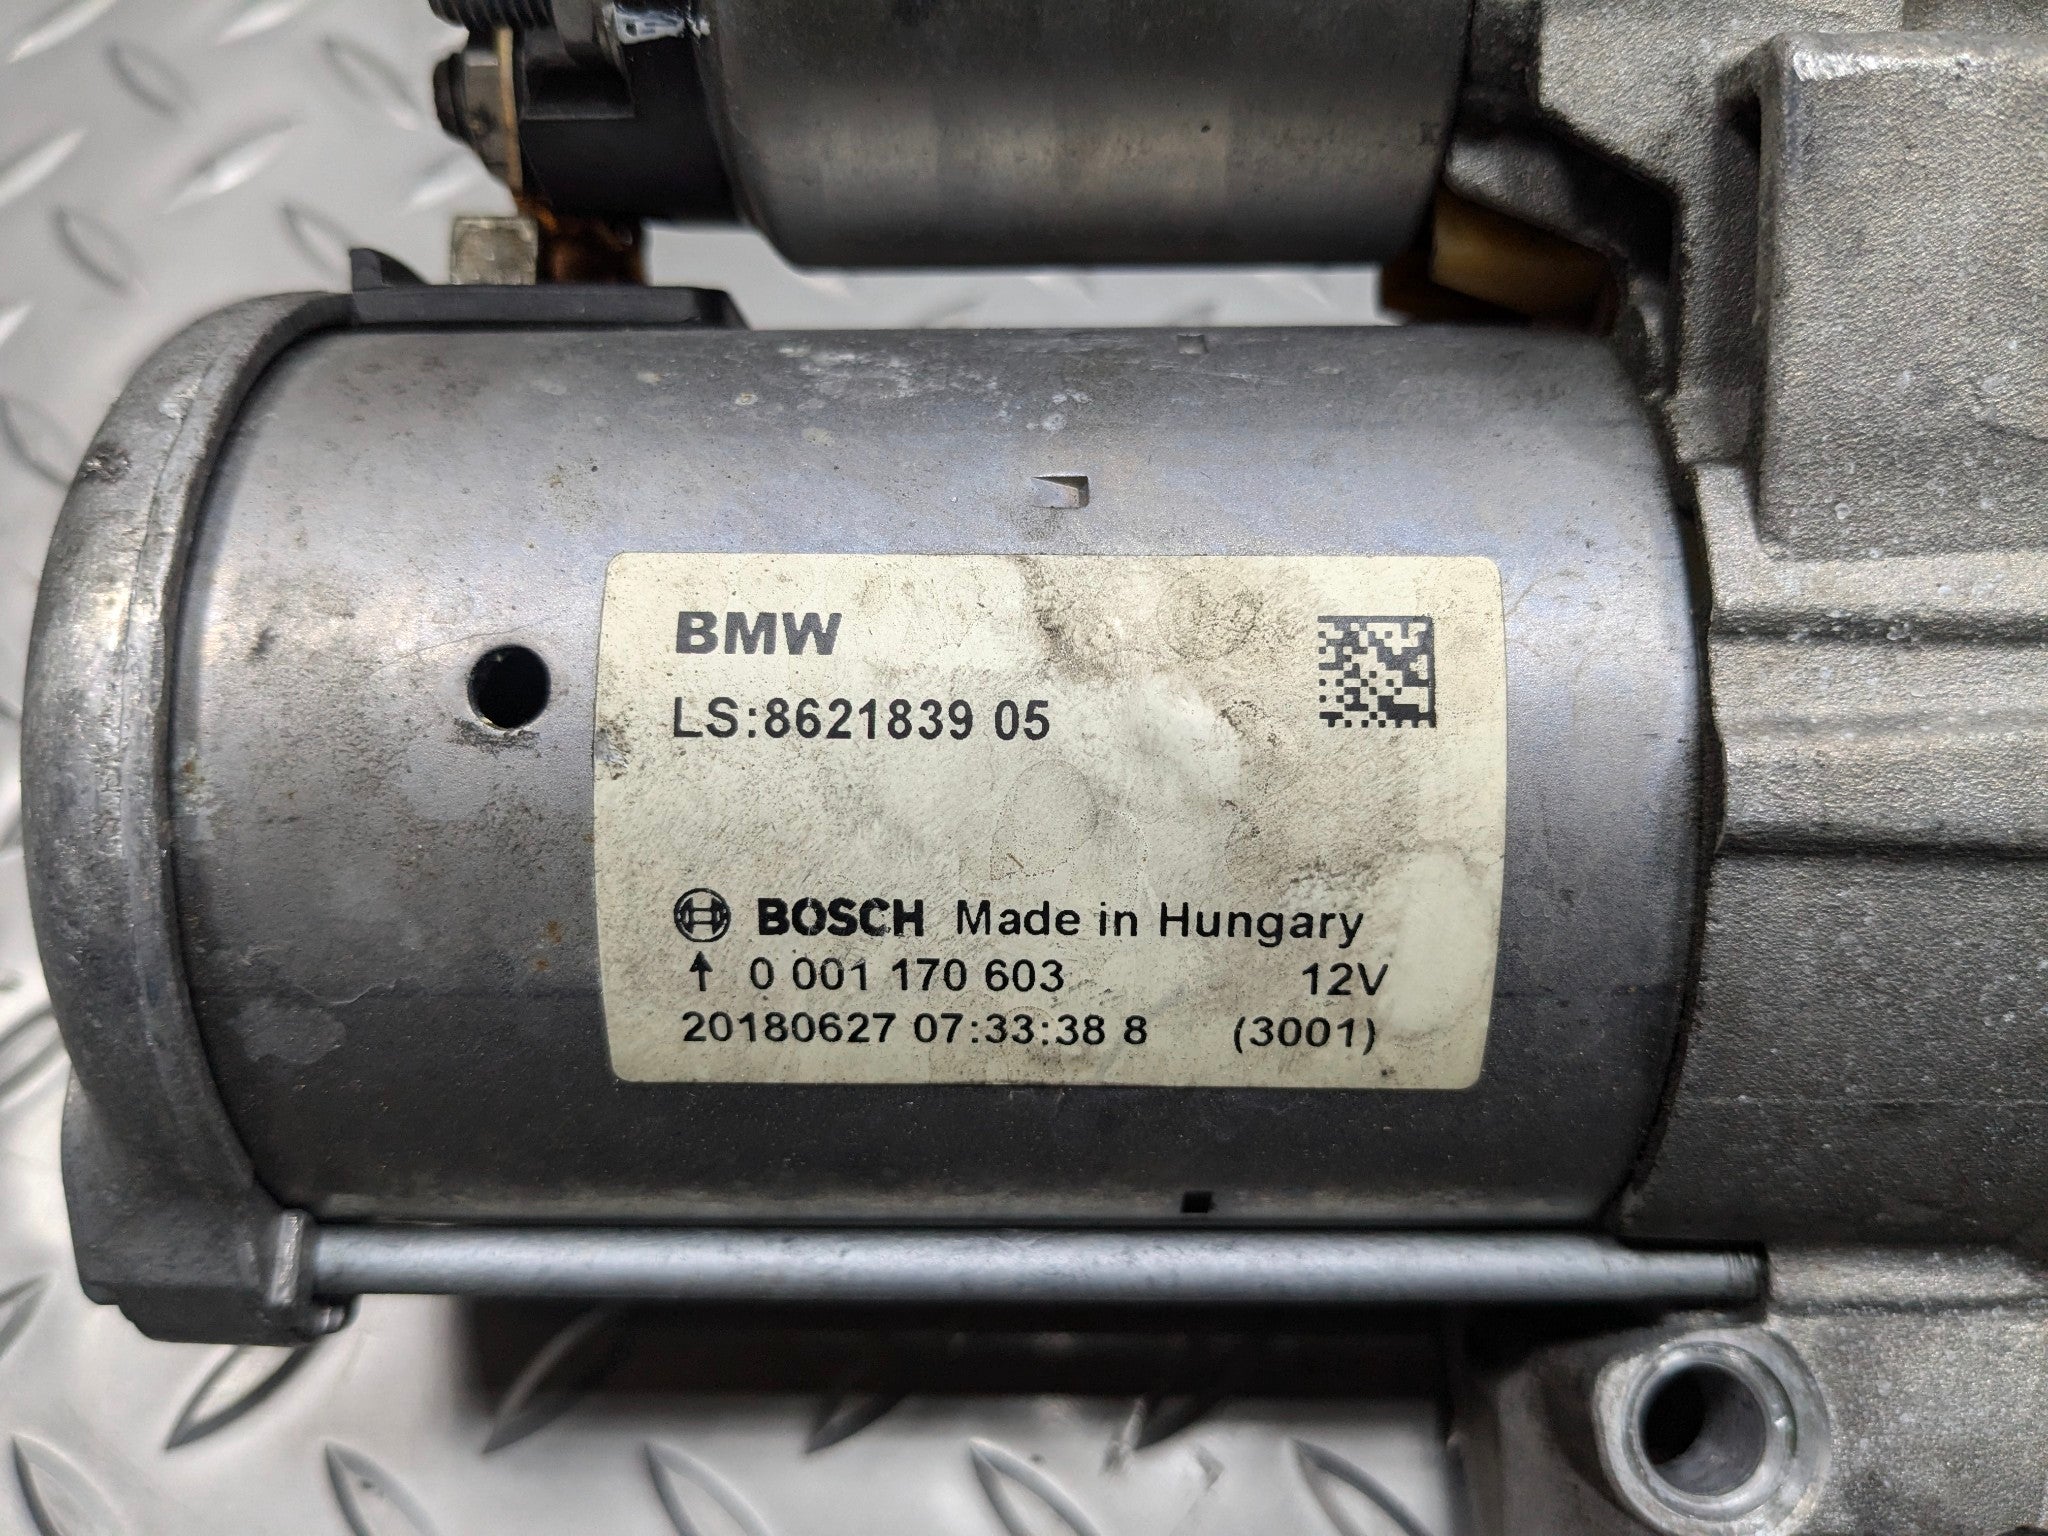 BMW
LS:8621839 05
BOSCH Made in Hungary
↑ 0 001 170 603 12V
20180627 07:33:38 8 (3001)